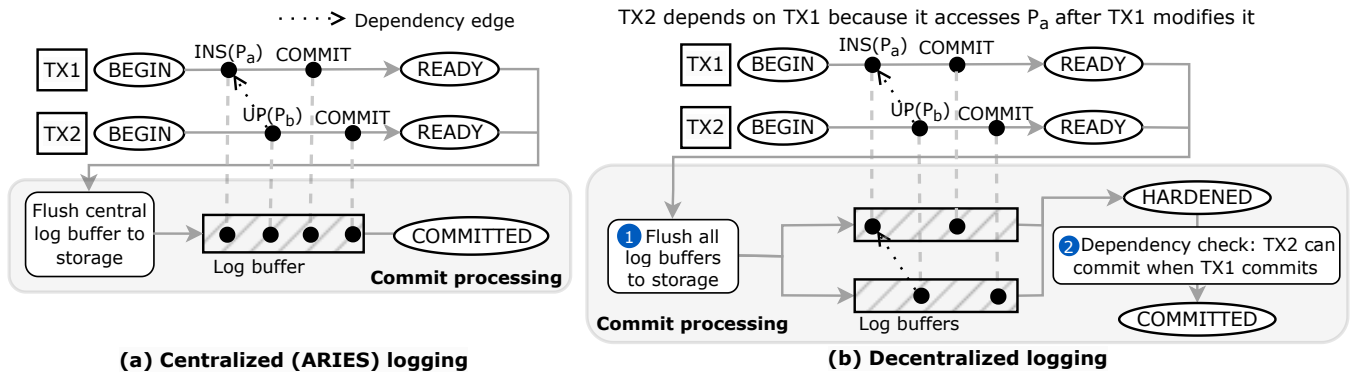 Dependency edge
TX2 depends on TX1 because it accesses Pa after TX1 modifies it
INS(Pa) COMMIT
TX1 BEGIN READY
UP(Pb) COMMIT
TX2 BEGIN READY
Flush central
log buffer to
storage
COMMITTED
Log buffer
Commit processing
(a) Centralized (ARIES) logging
INS(Pa) COMMIT
TX1 BEGIN READY
UP(Pb) COMMIT
TX2 BEGIN READY
1 Flush all
log buffers
to storage
HARDENED
2 Dependency check: TX2 can
commit when TX1 commits
COMMITTED
Commit processing
Log buffers
(b) Decentralized logging